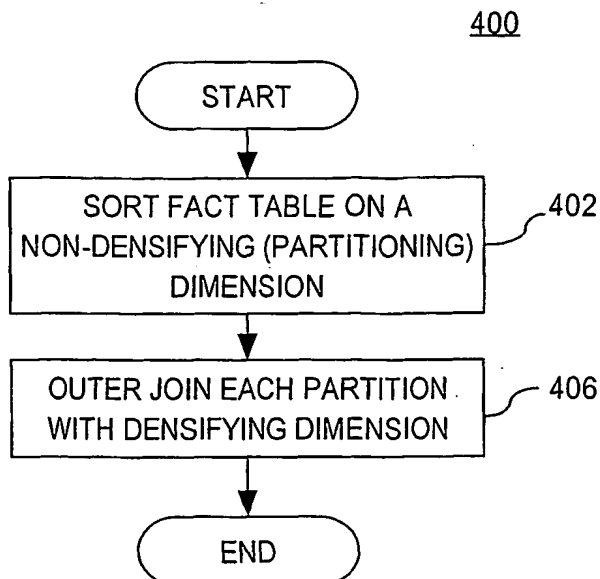 400
START
SORT FACT TABLE ON A
NON-DENSIFYING (PARTITIONING)
DIMENSION
402
OUTER JOIN EACH PARTITION
WITH DENSIFYING DIMENSION
406
END